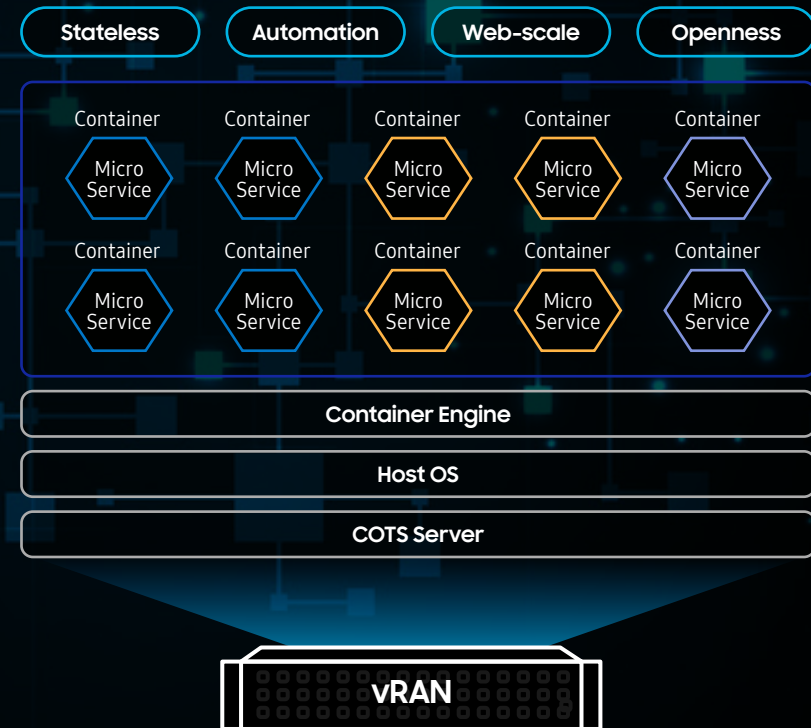 Stateless Automation Web-scale Openness
Container Container Container Container Container
Micro Micro Micro Micro Micro
Service Service Service Service Service
Container Container Container Container Container
Micro Micro Micro Micro Micro
Service Service Service Service Service
Container Engine
Host OS
COTS Server
vRAN